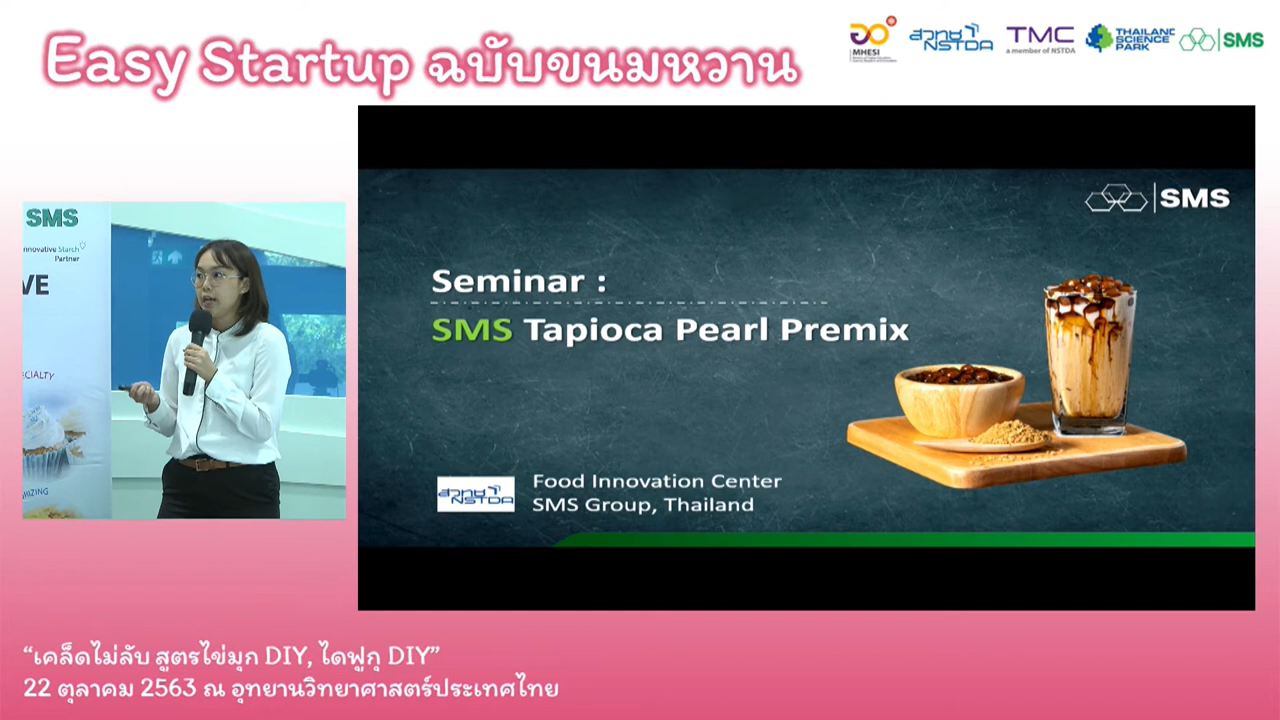 Easy Startup ฉบับขนมหวาน
MHESI
สวทช
NSTDA
TMC
a member of NSTDA
THAILAND
SCIENCE
PARK
SMS
SMS
Innovative Starch
Partner
VE
CIALTY
IZING
SMS
Seminar :
SMS Tapioca Pearl Premix
สวทช
NSTDA
Food Innovation Center
SMS Group, Thailand
“เคล็ดไม่ลับ สูตรไข่มุก DIY, ไดฟูกุ DIY”
22 ตุลาคม 2563 ณ อุทยานวิทยาศาสตร์ประเทศไทย